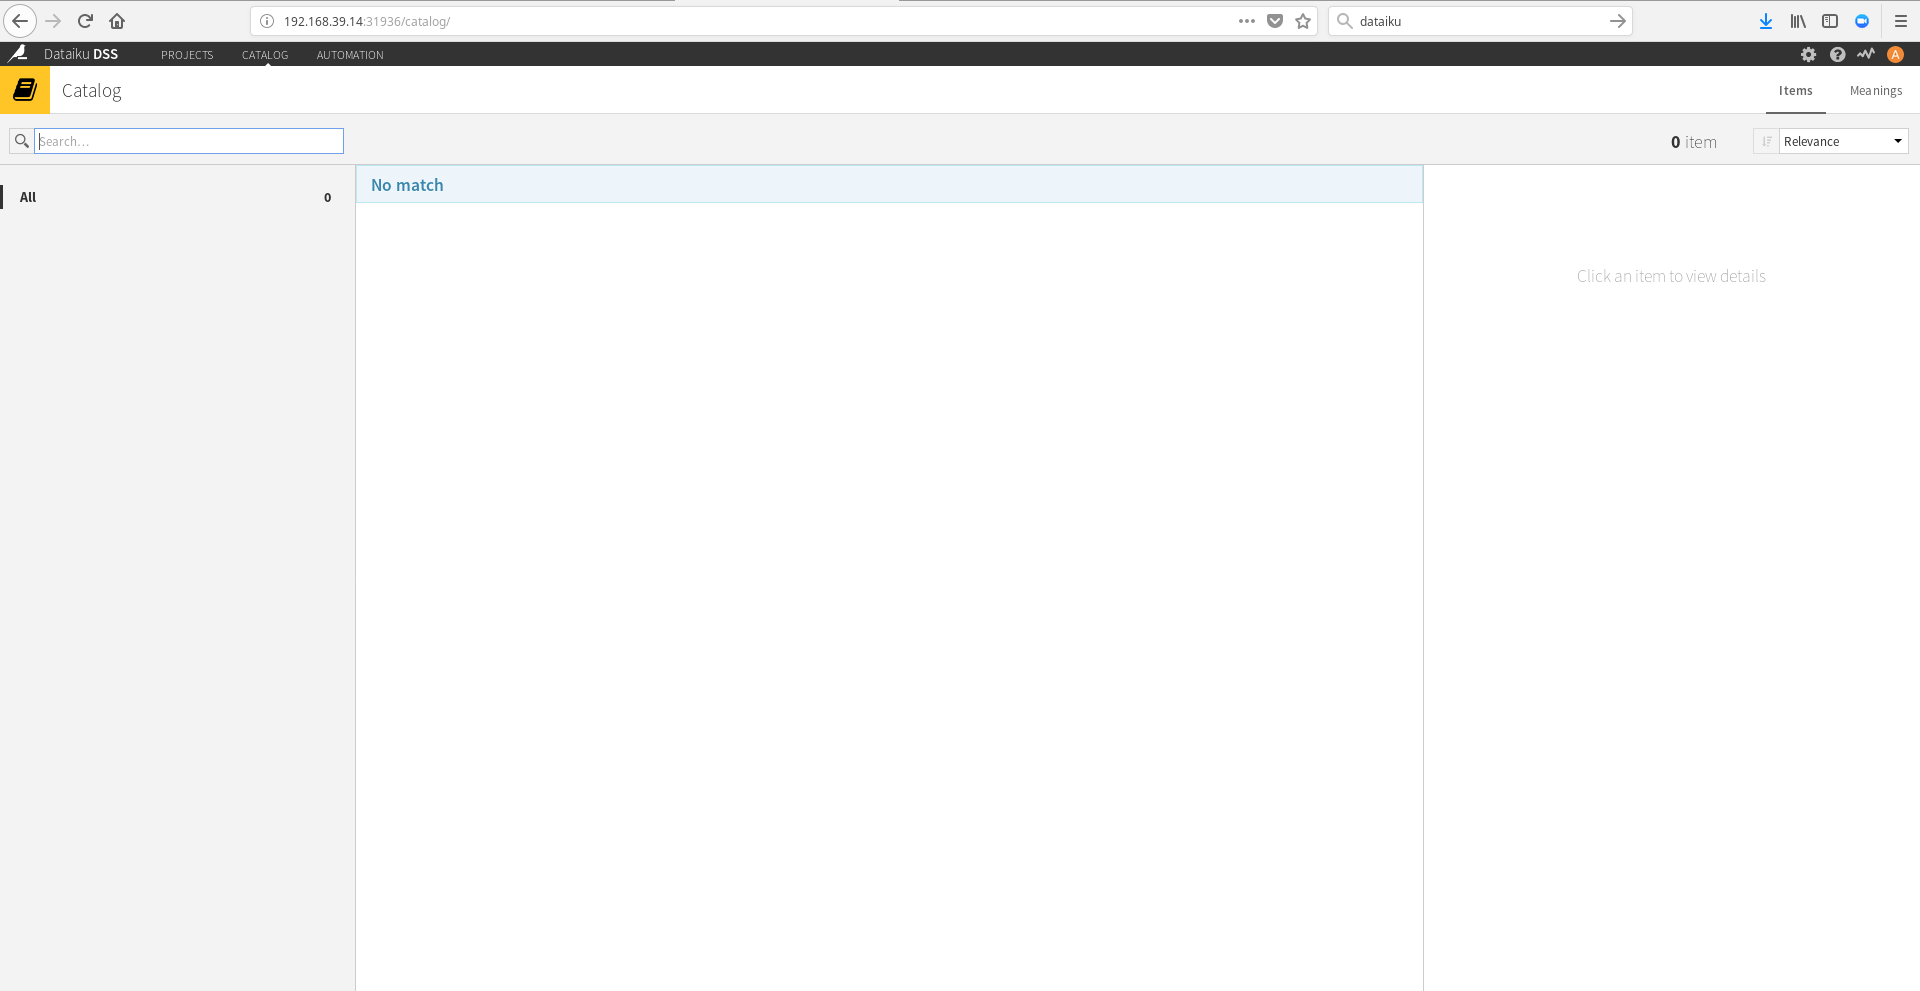 192.168.39.14:31936/catalog/
dataiku
Dataiku DSS PROJECTS CATALOG AUTOMATION A
Catalog Items Meanings
Search... 0 item Relevance
All 0 No match
Click an item to view details